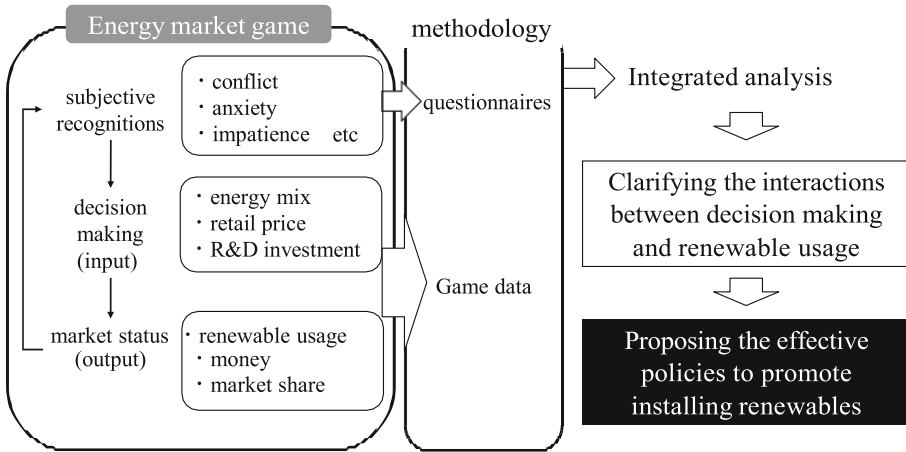 Energy market game
subjective
recognitions
・conflict
・anxiety
・impatience etc
decision
making
(input)
・energy mix
・retail price
・R&D investment
market status
(output)
・renewable usage
・money
・market share
methodology
questionnaires
Game data
Integrated analysis
Clarifying the interactions
between decision making
and renewable usage
Proposing the effective
policies to promote
installing renewables